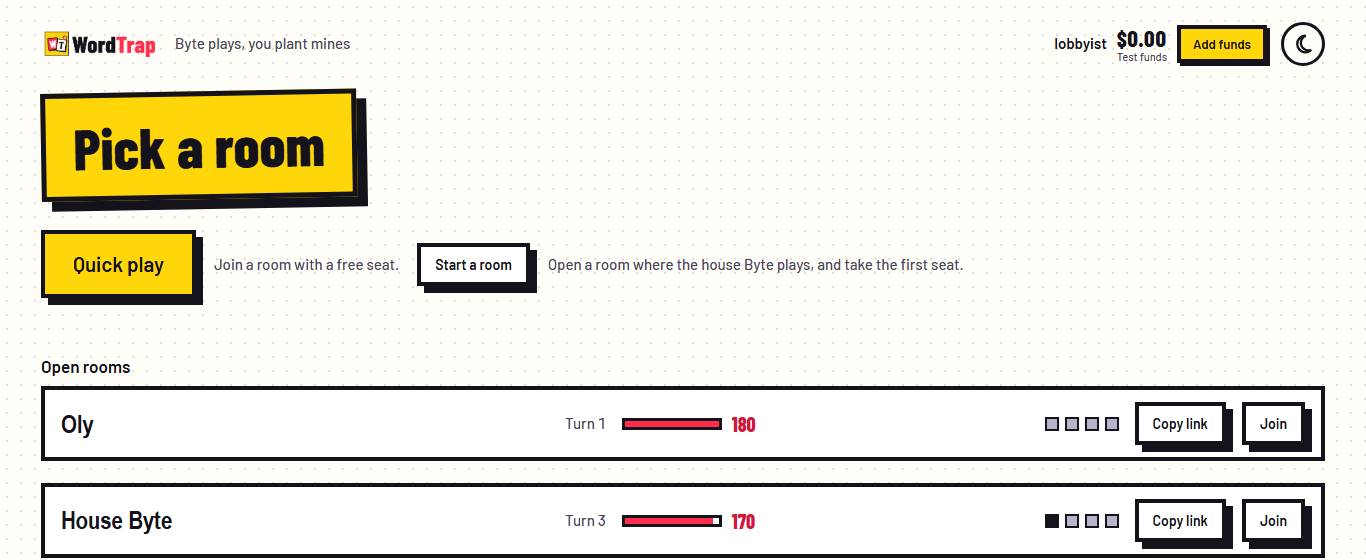 WT WordTrap Byte plays, you plant mines lobbyist $0.00 Add funds
Test funds
Pick a room
Quick play Join a room with a free seat. Start a room Open a room where the house Byte plays, and take the first seat.
Open rooms
Oly Turn 1 180 Copy link Join
House Byte Turn 3 170 Copy link Join